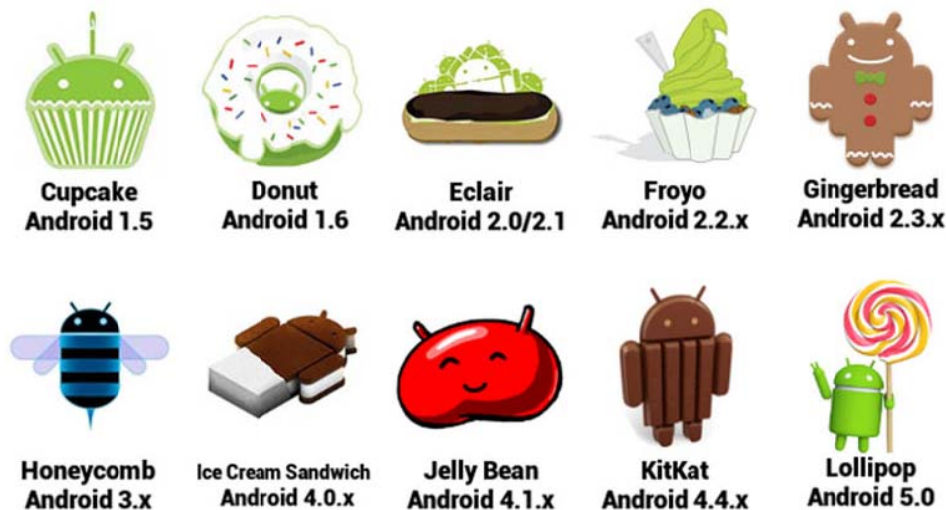 Cupcake
Android 1.5
Donut
Android 1.6
Eclair
Android 2.0/2.1
Froyo
Android 2.2.x
Gingerbread
Android 2.3.x
Honeycomb
Android 3.x
Ice Cream Sandwich
Android 4.0.x
Jelly Bean
Android 4.1.x
KitKat
Android 4.4.x
Lollipop
Android 5.0